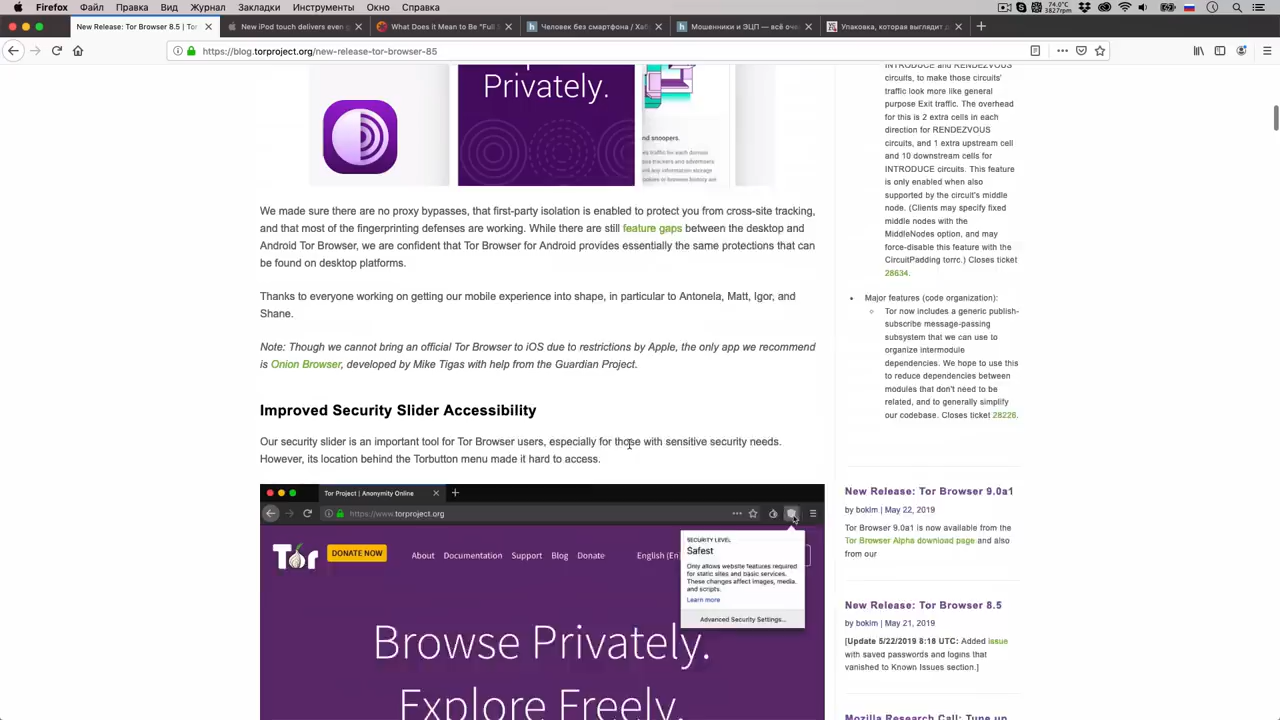 Firefox Файл Правка Вид Журнал Закладки Инструменты Окно Справка
74.0°C
3827rpm
New Release: Tor Browser 8.5 | Tor
New iPod touch delivers even g
What Does it Mean to Be "Full S
Человек без смартфона / Хаб
Мошенники и ЭЦП — всё оче
Упаковка, которая выглядит д
https://blog.torproject.org/new-release-tor-browser-85
Privately.
nd snoopers.
We made sure there are no proxy bypasses, that first-party isolation is enabled to protect you from cross-site tracking,
and that most of the fingerprinting defenses are working. While there are still feature gaps between the desktop and
Android Tor Browser, we are confident that Tor Browser for Android provides essentially the same protections that can
be found on desktop platforms.
Thanks to everyone working on getting our mobile experience into shape, in particular to Antonela, Matt, Igor, and
Shane.
Note: Though we cannot bring an official Tor Browser to iOS due to restrictions by Apple, the only app we recommend
is Onion Browser, developed by Mike Tigas with help from the Guardian Project.
Improved Security Slider Accessibility
Our security slider is an important tool for Tor Browser users, especially for those with sensitive security needs.
However, its location behind the Torbutton menu made it hard to access.
Tor Project | Anonymity Online
https://www.torproject.org
Tor
DONATE NOW
About Documentation Support Blog Donate English (En
SECURITY LEVEL
Safest
Only allows website features required
for static sites and basic services.
These changes affect images, media,
and scripts.
Learn more
Advanced Security Settings...
Browse Privately.
Explore Freely.
INTRODUCE and RENDEZVOUS
circuits, to make those circuits'
traffic look more like general
purpose Exit traffic. The overhead
for this is 2 extra cells in each
direction for RENDEZVOUS
circuits, and 1 extra upstream cell
and 10 downstream cells for
INTRODUCE circuits. This feature
is only enabled when also
supported by the circuit's middle
node. (Clients may specify fixed
middle nodes with the
MiddleNodes option, and may
force-disable this feature with the
CircuitPadding torrc.) Closes ticket
28634.
Major features (code organization):
Tor now includes a generic publish-
subscribe message-passing
subsystem that we can use to
organize intermodule
dependencies. We hope to use this
to reduce dependencies between
modules that don't need to be
related, and to generally simplify
our codebase. Closes ticket 28226.
New Release: Tor Browser 9.0a1
by boklm | May 22, 2019
Tor Browser 9.0a1 is now available from the
Tor Browser Alpha download page and also
from our
New Release: Tor Browser 8.5
by boklm | May 21, 2019
[Update 5/22/2019 8:18 UTC: Added issue
with saved passwords and logins that
vanished to Known Issues section.]
Mozilla Research Call: Tune up